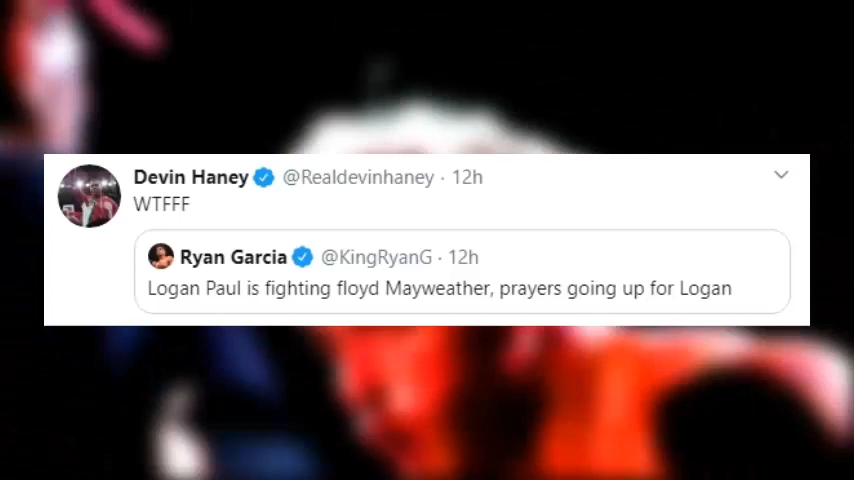 Devin Haney @Realdevinhaney · 12h
WTFFF
Ryan Garcia @KingRyanG · 12h
Logan Paul is fighting floyd Mayweather, prayers going up for Logan